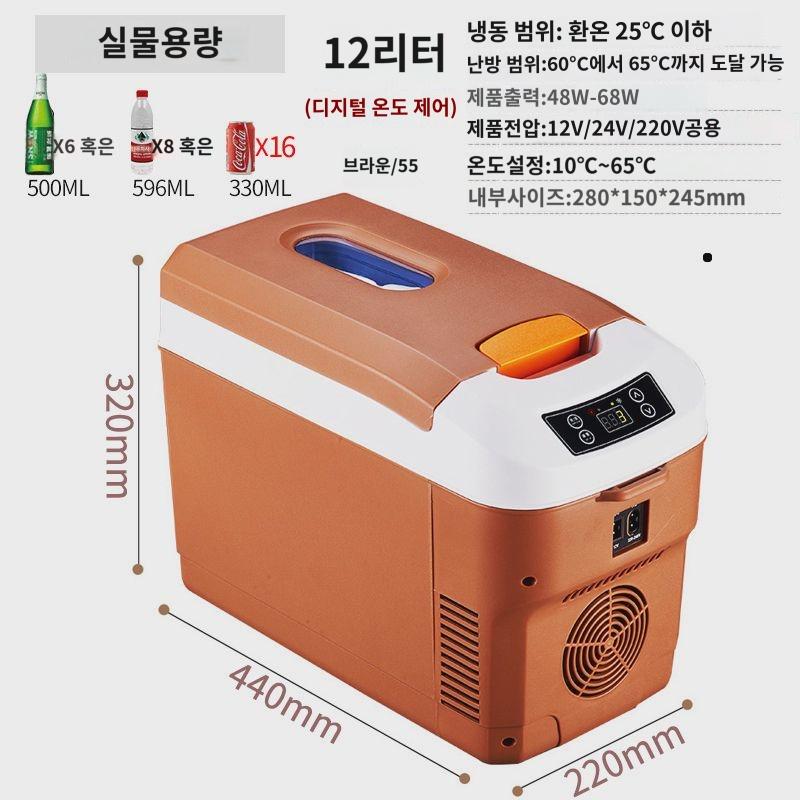 실물용량
12리터
(디지털 온도 제어)
브라운/55
X6 혹은
X8 혹은
X16
500ML
596ML
330ML
냉동 범위: 환온 25℃ 이하
난방 범위:60℃에서 65℃까지 도달 가능
제품출력:48W-68W
제품전압:12V/24V/220V공용
온도설정:10℃~65℃
내부사이즈:280*150*245mm
Coca-Cola
320mm
440mm
220mm